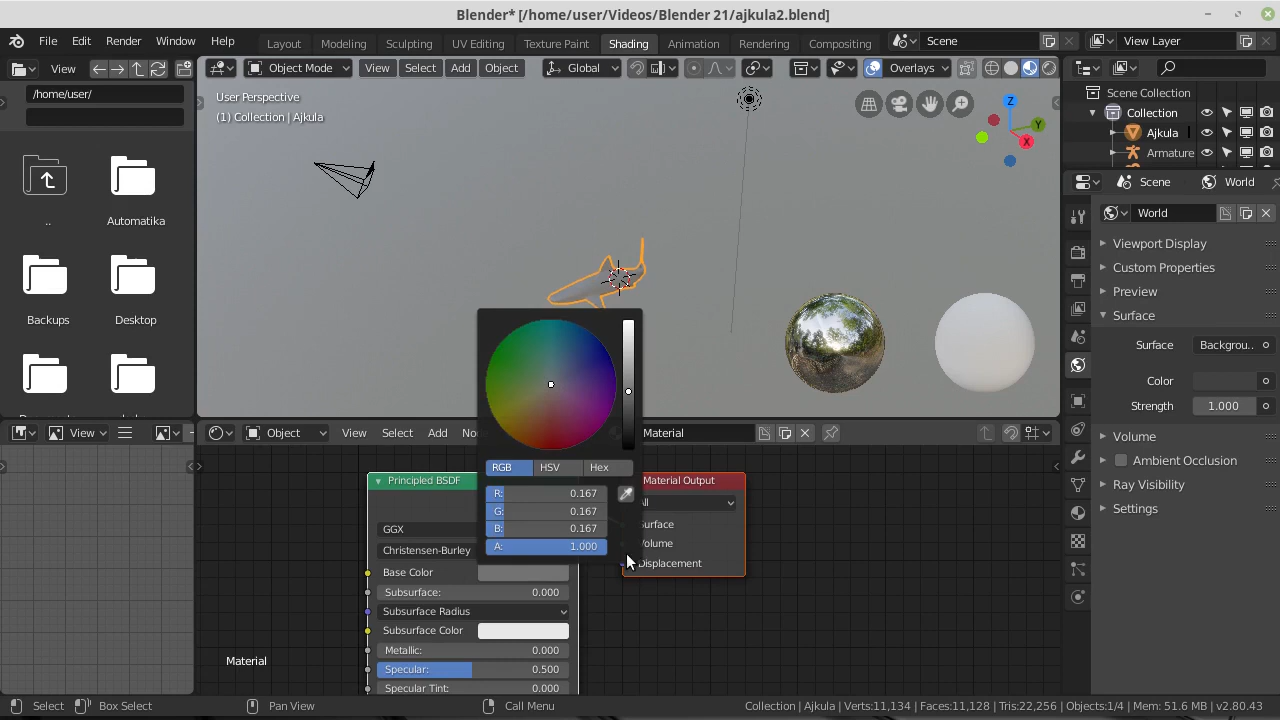 Blender* [/home/user/Videos/Blender 21/ajkula2.blend]
File Edit Render Window Help
Layout Modeling Sculpting UV Editing Texture Paint Shading Animation Rendering Compositing
Scene View Layer
View
Object Mode View Select Add Object Global Overlays
/home/user/
User Perspective
(1) Collection | Ajkula
Z
Y
X
Scene Collection
Collection
Ajkula
Armature
Scene World
World
..
Automatika
Backups
Desktop
Viewport Display
Custom Properties
Preview
Surface
Surface Backgrou..
Color
Strength 1.000
Volume
Ambient Occlusion
Ray Visibility
Settings
View
Object View Select Add No Material
RGB HSV Hex
R: 0.167
G: 0.167
B: 0.167
A: 1.000
Principled BSDF
GGX
Christensen-Burley
Base Color
Subsurface: 0.000
Subsurface Radius
Subsurface Color
Metallic: 0.000
Specular: 0.500
Specular Tint: 0.000
Material Output
All
Surface
Volume
Displacement
Material
Select Box Select Pan View Call Menu
Collection | Ajkula | Verts:11,134 | Faces:11,128 | Tris:22,256 | Objects:1/4 | Mem: 51.6 MB | v2.80.43